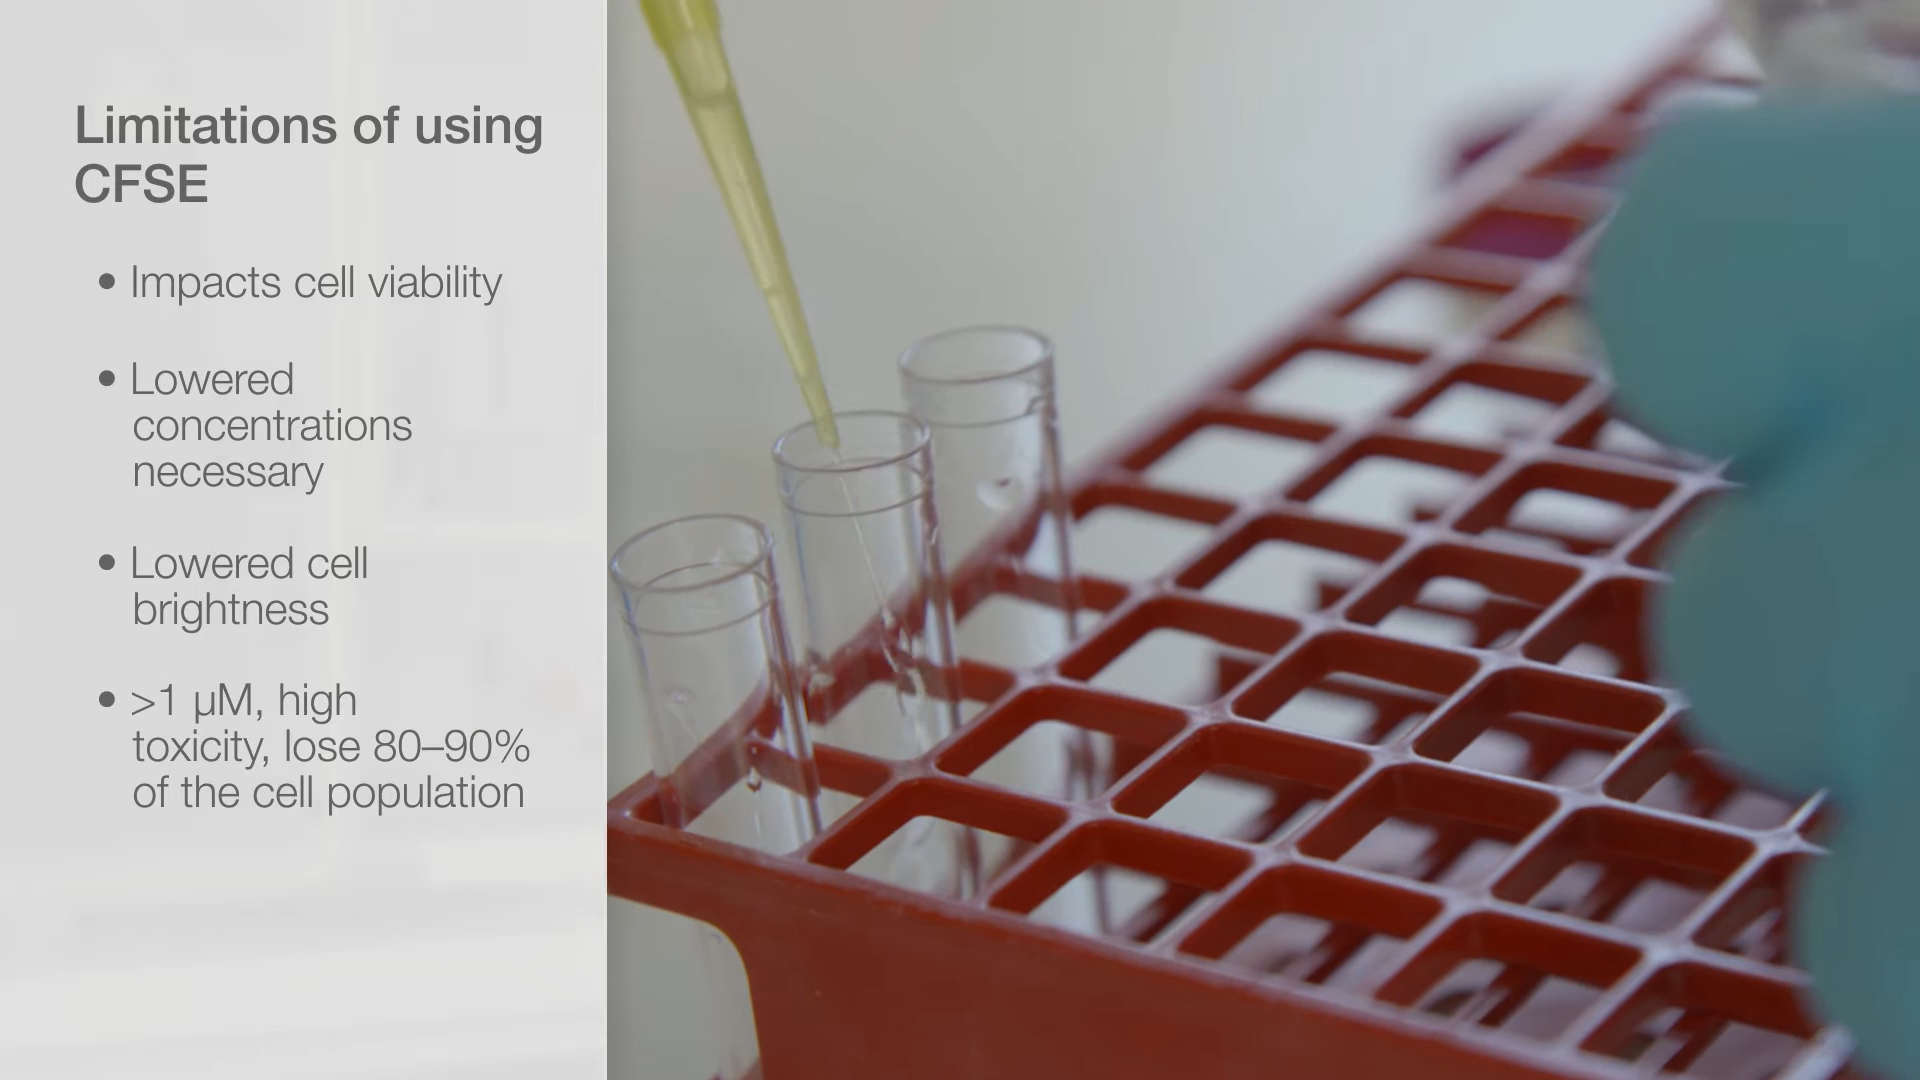 Limitations of using
CFSE
• Impacts cell viability
• Lowered
concentrations
necessary
• Lowered cell
brightness
• >1 µM, high
toxicity, lose 80–90%
of the cell population